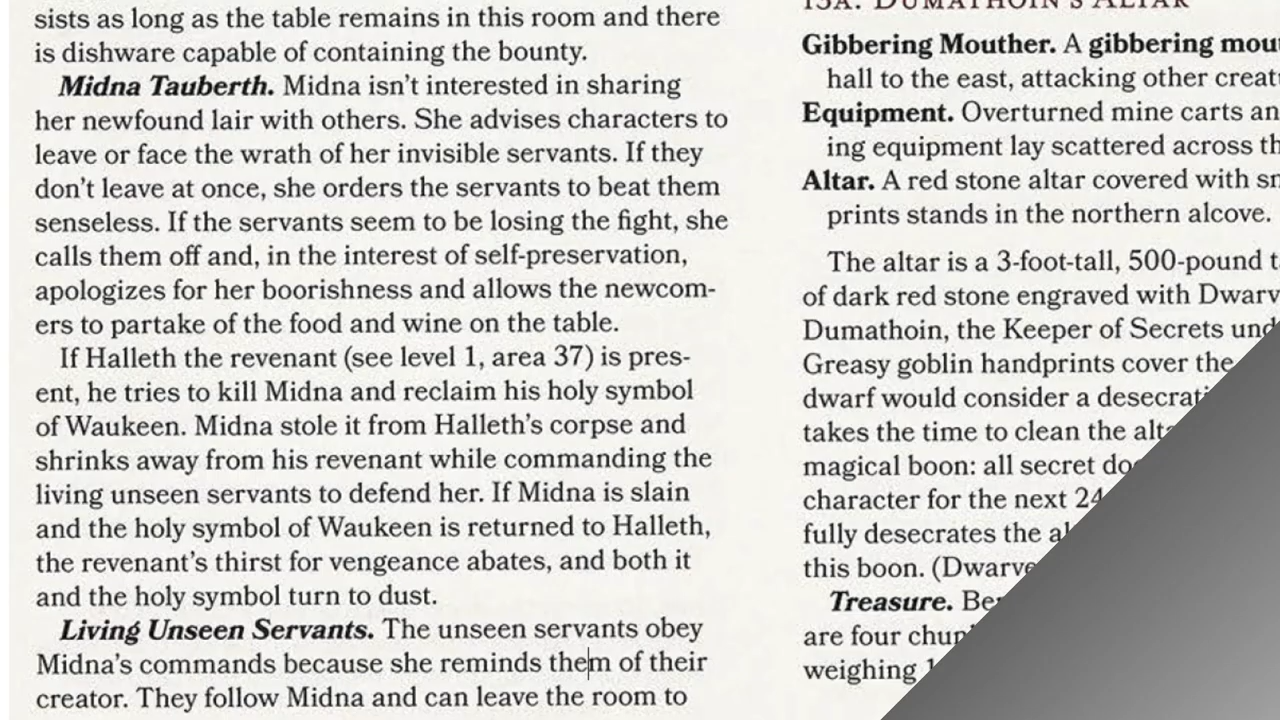 sists as long as the table remains in this room and there
is dishware capable of containing the bounty.
Midna Tauberth. Midna isn't interested in sharing
her newfound lair with others. She advises characters to
leave or face the wrath of her invisible servants. If they
don't leave at once, she orders the servants to beat them
senseless. If the servants seem to be losing the fight, she
calls them off and, in the interest of self-preservation,
apologizes for her boorishness and allows the newcom-
ers to partake of the food and wine on the table.
If Halleth the revenant (see level 1, area 37) is pres-
ent, he tries to kill Midna and reclaim his holy symbol
of Waukeen. Midna stole it from Halleth's corpse and
shrinks away from his revenant while commanding the
living unseen servants to defend her. If Midna is slain
and the holy symbol of Waukeen is returned to Halleth,
the revenant's thirst for vengeance abates, and both it
and the holy symbol turn to dust.
Living Unseen Servants. The unseen servants obey
Midna's commands because she reminds them of their
creator. They follow Midna and can leave the room to
13A. DUMATHOIN'S ALTAR
Gibbering Mouther. A gibbering
hall to the east, attacking other
Equipment. Overturned mine carts
ing equipment lay scattered across
Altar. A red stone altar covered with
prints stands in the northern alcove.
The altar is a 3-foot-tall, 500-pound
of dark red stone engraved with
Dumathoin, the Keeper of Secrets
Greasy goblin handprints cover the
dwarf would consider a
takes the time to clean the
magical boon: all secret
character for the next 24
fully desecrates the
this boon.
Treasure.
are four
weighing